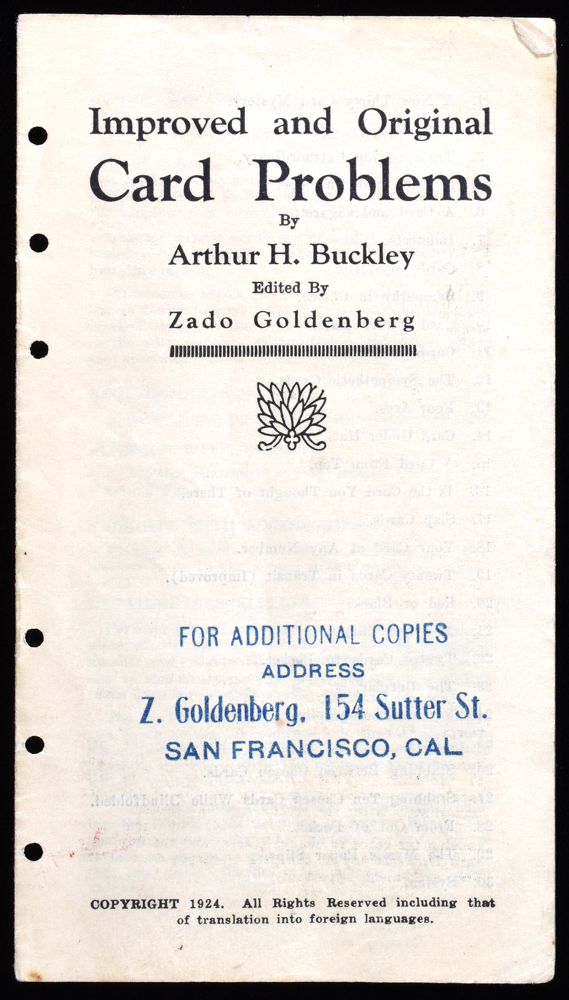 Improved and Original
Card Problems
By
Arthur H. Buckley
Edited By
Zado Goldenberg
FOR ADDITIONAL COPIES
ADDRESS
Z. Goldenberg, 154 Sutter St.
SAN FRANCISCO, CAL.
COPYRIGHT 1924. All Rights Reserved including that
of translation into foreign languages.